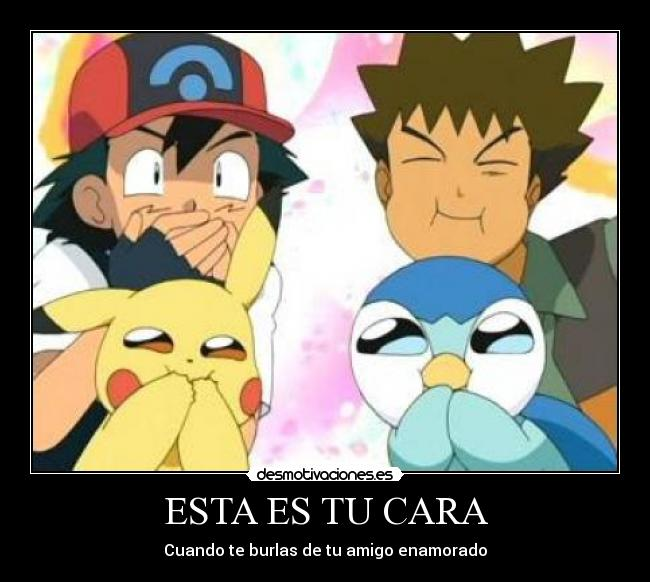 desmotivaciones.es
ESTA ES TU CARA
Cuando te burlas de tu amigo enamorado